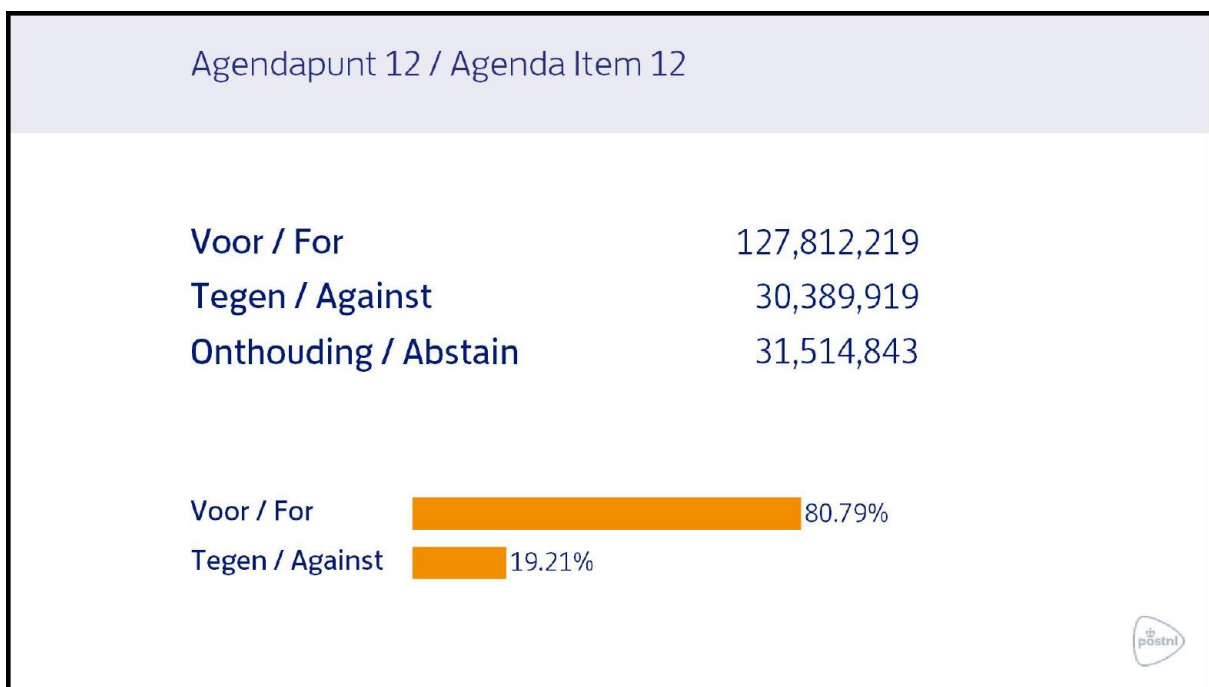 Agendapunt 12 / Agenda Item 12
Voor / For 127,812,219
Tegen / Against 30,389,919
Onthouding / Abstain 31,514,843
Voor / For 80.79%
Tegen / Against 19.21%
postnl